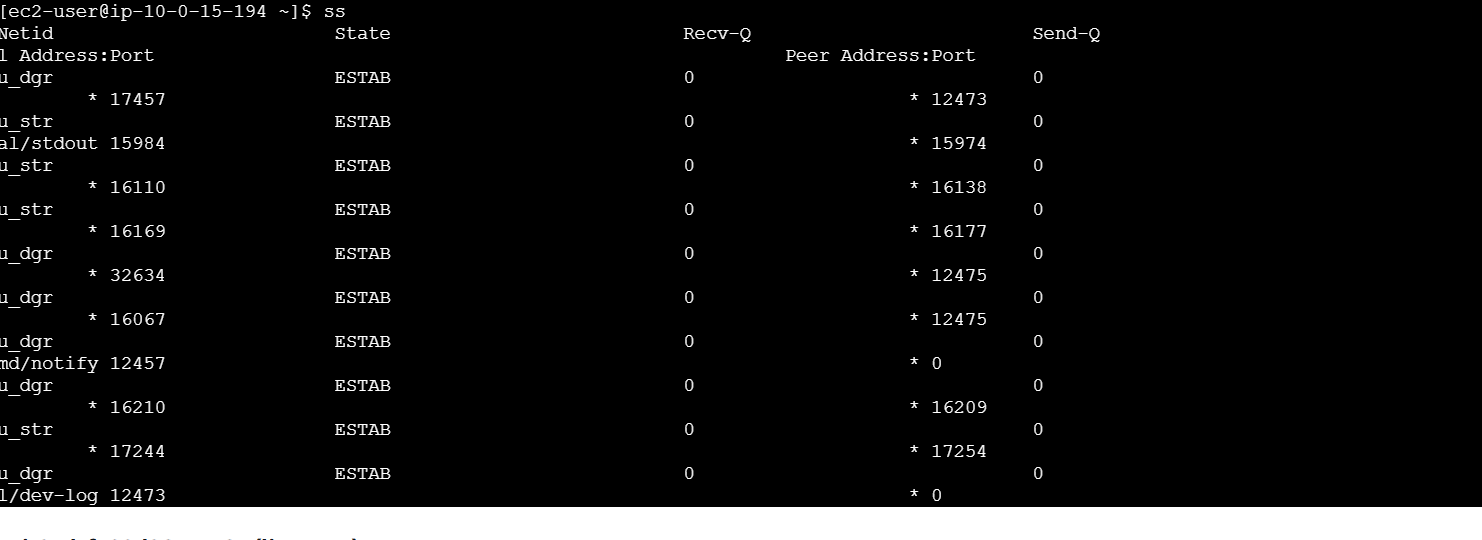 [ec2-user@ip-10-0-15-194 ~]$ ss
Netid State Recv-Q Send-Q
l Address:Port Peer Address:Port
u_dgr ESTAB 0 0
* 17457 * 12473
u_str ESTAB 0 0
al/stdout 15984 * 15974
u_str ESTAB 0 0
* 16110 * 16138
u_str ESTAB 0 0
* 16169 * 16177
u_dgr ESTAB 0 0
* 32634 * 12475
u_dgr ESTAB 0 0
* 16067 * 12475
u_dgr ESTAB 0 0
md/notify 12457 * 0
u_dgr ESTAB 0 0
* 16210 * 16209
u_str ESTAB 0 0
* 17244 * 17254
u_dgr ESTAB 0 0
l/dev-log 12473 * 0